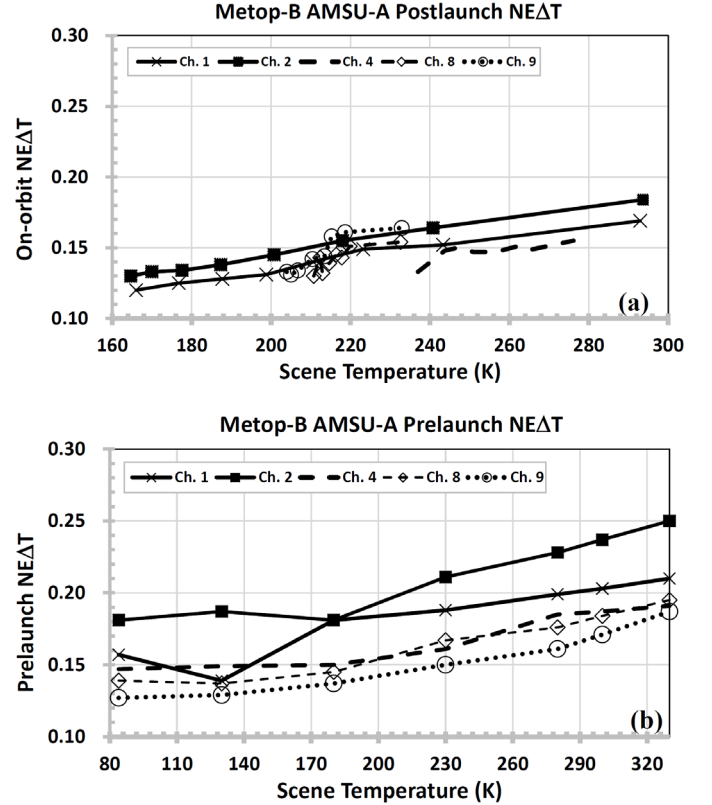 Metop-B AMSU-A Postlaunch NEΔT
0.30
Ch. 1 Ch. 2 Ch. 4 Ch. 8 Ch. 9
0.25
On-orbit NEΔT
0.20
0.15
(a)
0.10
160 180 200 220 240 260 280 300
Scene Temperature (K)
Metop-B AMSU-A Prelaunch NEΔT
0.30
Ch. 1 Ch. 2 Ch. 4 Ch. 8 Ch. 9
0.25
Prelaunch NEΔT
0.20
0.15
(b)
0.10
80 110 140 170 200 230 260 290 320
Scene Temperature (K)